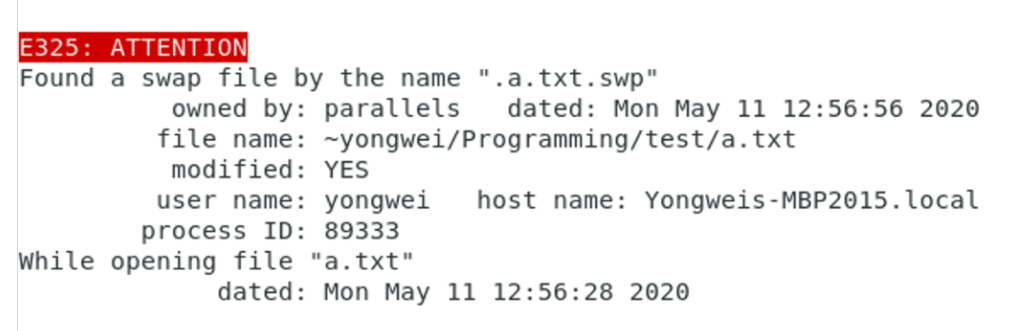 E325: ATTENTION
Found a swap file by the name ".a.txt.swp"
owned by: parallels   dated: Mon May 11 12:56:56 2020
file name: ~yongwei/Programming/test/a.txt
modified: YES
user name: yongwei   host name: Yongweis-MBP2015.local
process ID: 89333
While opening file "a.txt"
dated: Mon May 11 12:56:28 2020